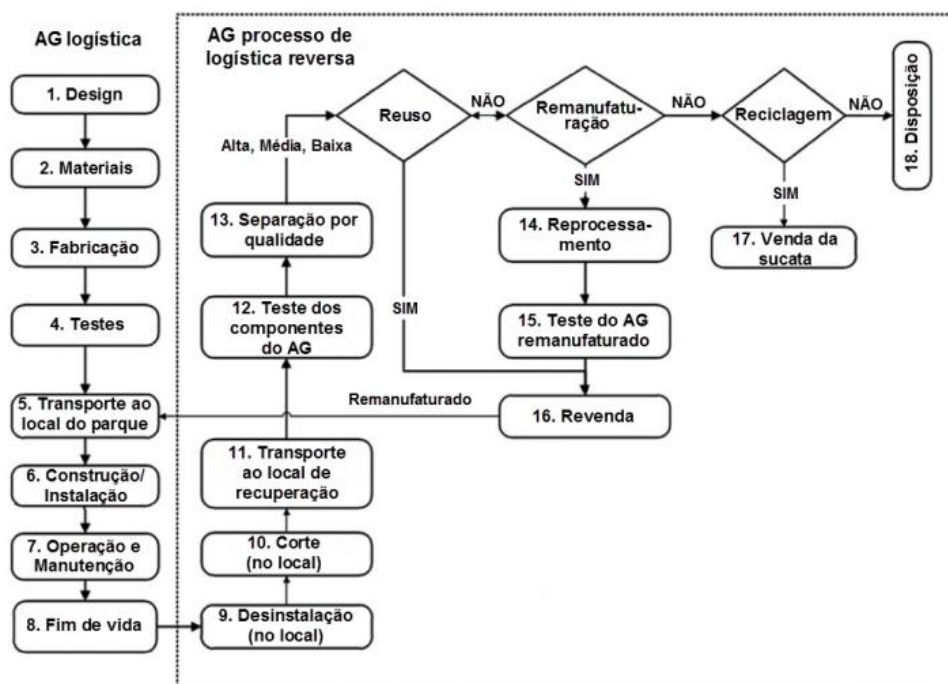 AG logística
1. Design
2. Materiais
3. Fabricação
4. Testes
5. Transporte ao
local do parque
6. Construção/
Instalação
7. Operação e
Manutenção
8. Fim de vida
AG processo de
logística reversa
9. Desinstalação
(no local)
10. Corte
(no local)
11. Transporte
ao local de
recuperação
12. Teste dos
componentes
do AG
13. Separação por
qualidade
Alta, Média, Baixa
Reuso
NÃO
SIM
Remanufatu-
ração
NÃO
SIM
14. Reprocessa-
mento
15. Teste do AG
remanufaturado
16. Revenda
Remanufaturado
Reciclagem
NÃO
SIM
17. Venda da
sucata
18. Disposição